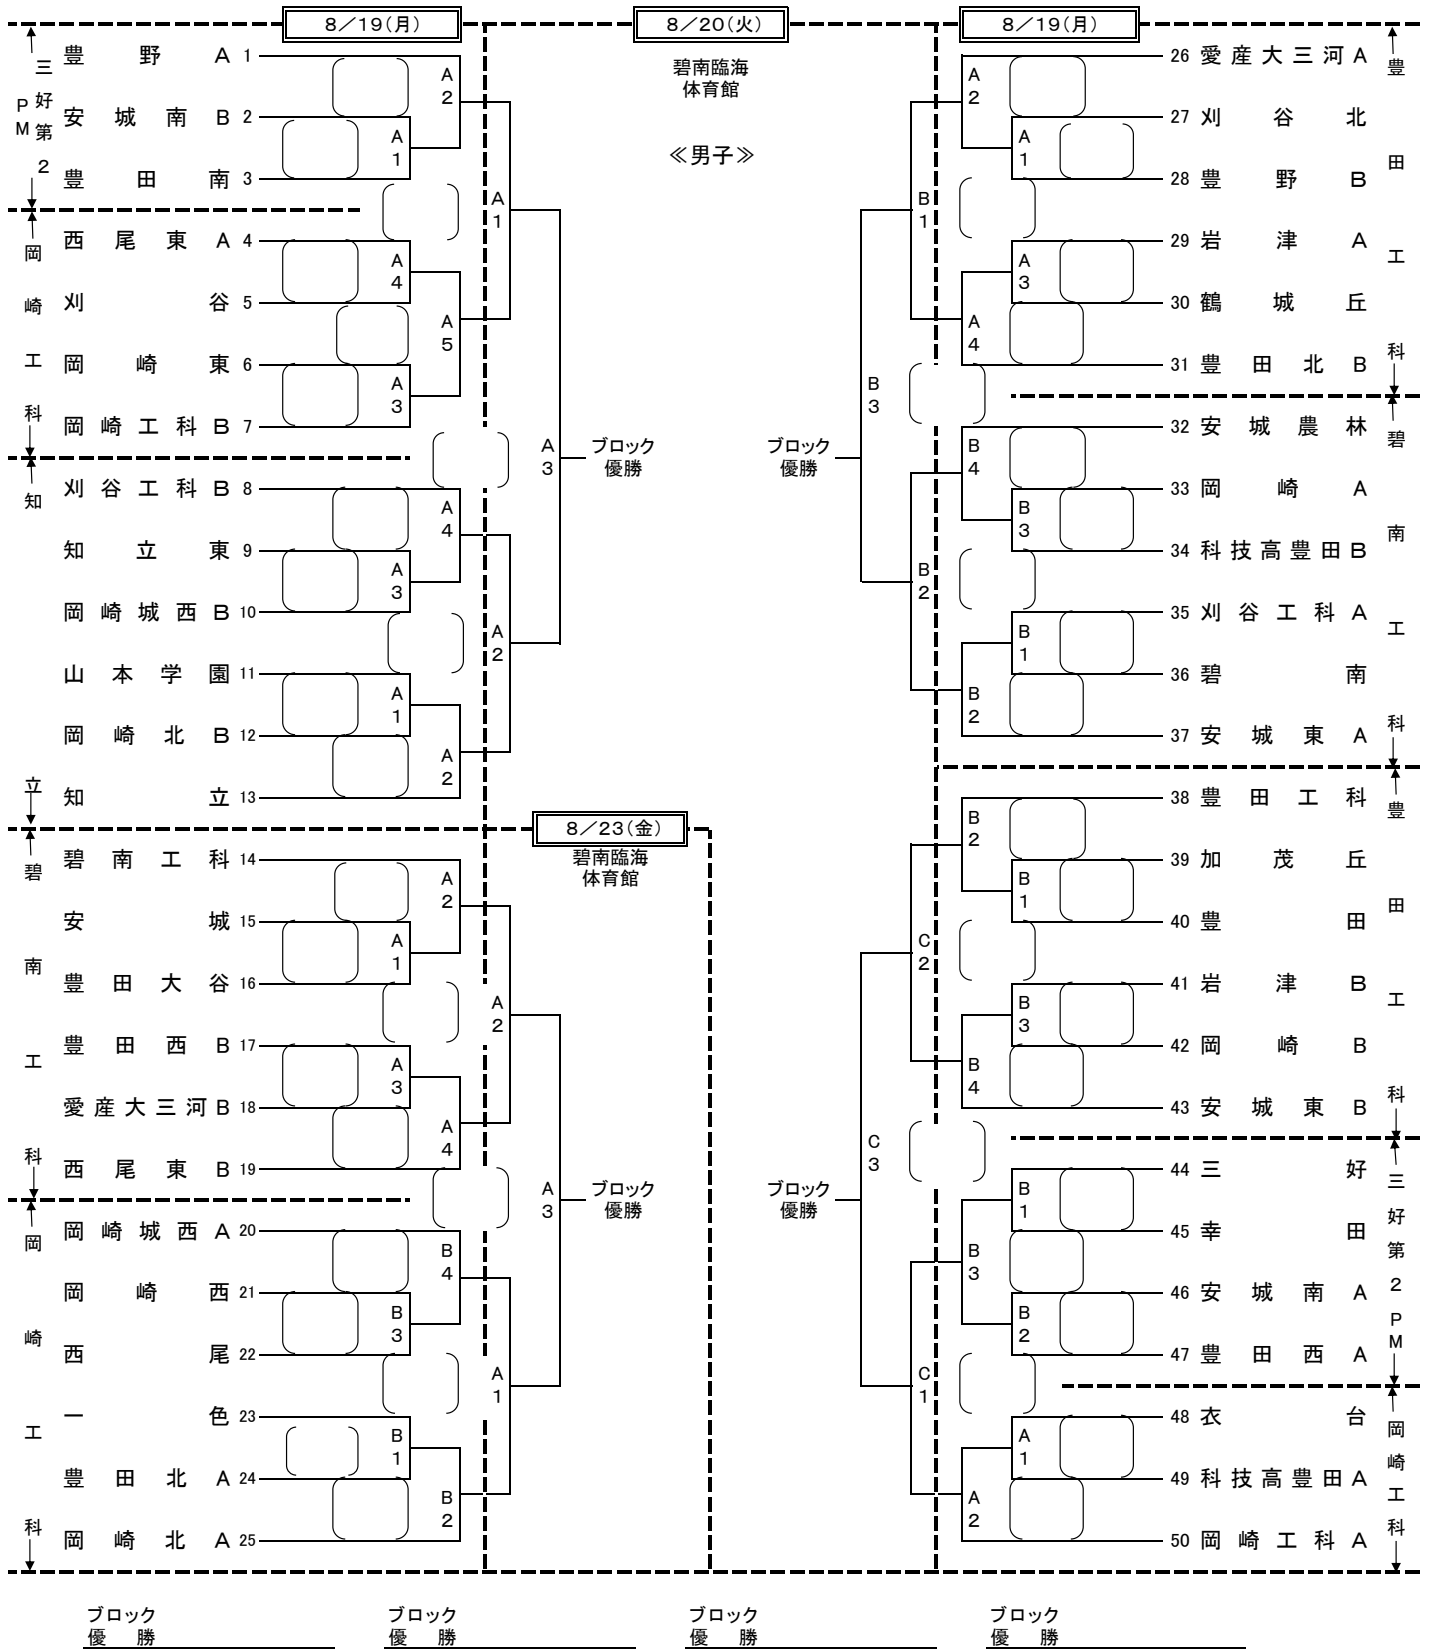 8／19(月)
8／20(火)
8／19(月)
碧南臨海
体育館
≪男子≫
三好第2 PM
豊野A 1
安城南B 2
豊田南 3
A2
A1
岡崎工科
西尾東A 4
刈谷 5
岡崎東 6
岡崎工科B 7
A4
A5
A3
A1
知立
刈谷工科B 8
知立東 9
岡崎城西B 10
山本学園 11
岡崎北B 12
知立 13
A4
A3
A1
A2
A2
A3
ブロック
優勝
8／23(金)
碧南臨海
体育館
碧南工科
碧南工科 14
安城 15
豊田大谷 16
豊田西B 17
愛産大三河B 18
西尾東B 19
A2
A1
A3
A4
A2
岡崎工科
岡崎城西A 20
岡崎西 21
西尾 22
一色 23
豊田北A 24
岡崎北A 25
B4
B3
B1
B2
A1
A3
ブロック
優勝
豊田工科
26 愛産大三河A
27 刈谷北
28 豊野B
29 岩津A
30 鶴城丘
31 豊田北B
A2
A1
A3
A4
B1
碧南工科
32 安城農林
33 岡崎A
34 科技高豊田B
35 刈谷工科A
36 碧南
37 安城東A
B4
B3
B1
B2
B2
B3
ブロック
優勝
豊田工科
38 豊田工科
39 加茂丘
40 豊田
41 岩津B
42 岡崎B
43 安城東B
B2
B1
B3
B4
C2
三好第2 PM
44 三好
45 幸田
46 安城南A
47 豊田西A
B1
B3
B2
岡崎工科
48 衣台
49 科技高豊田A
50 岡崎工科A
A1
A2
C1
C3
ブロック
優勝
ブロック
優　勝
ブロック
優　勝
ブロック
優　勝
ブロック
優　勝